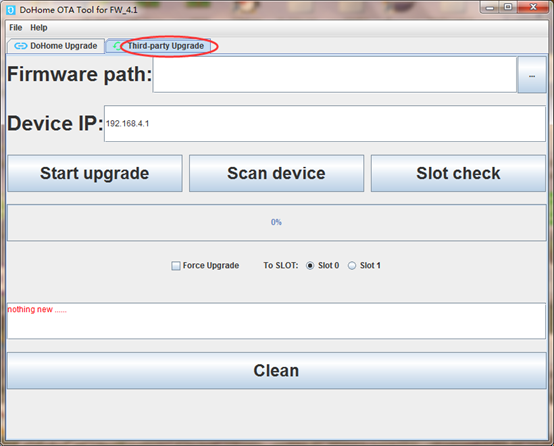 DoHome OTA Tool for FW_4.1
File Help
DoHome Upgrade Third-party Upgrade
Firmware path: ...
Device IP: 192.168.4.1
Start upgrade Scan device Slot check
0%
Force Upgrade To SLOT: Slot 0 Slot 1
nothing new ......
Clean